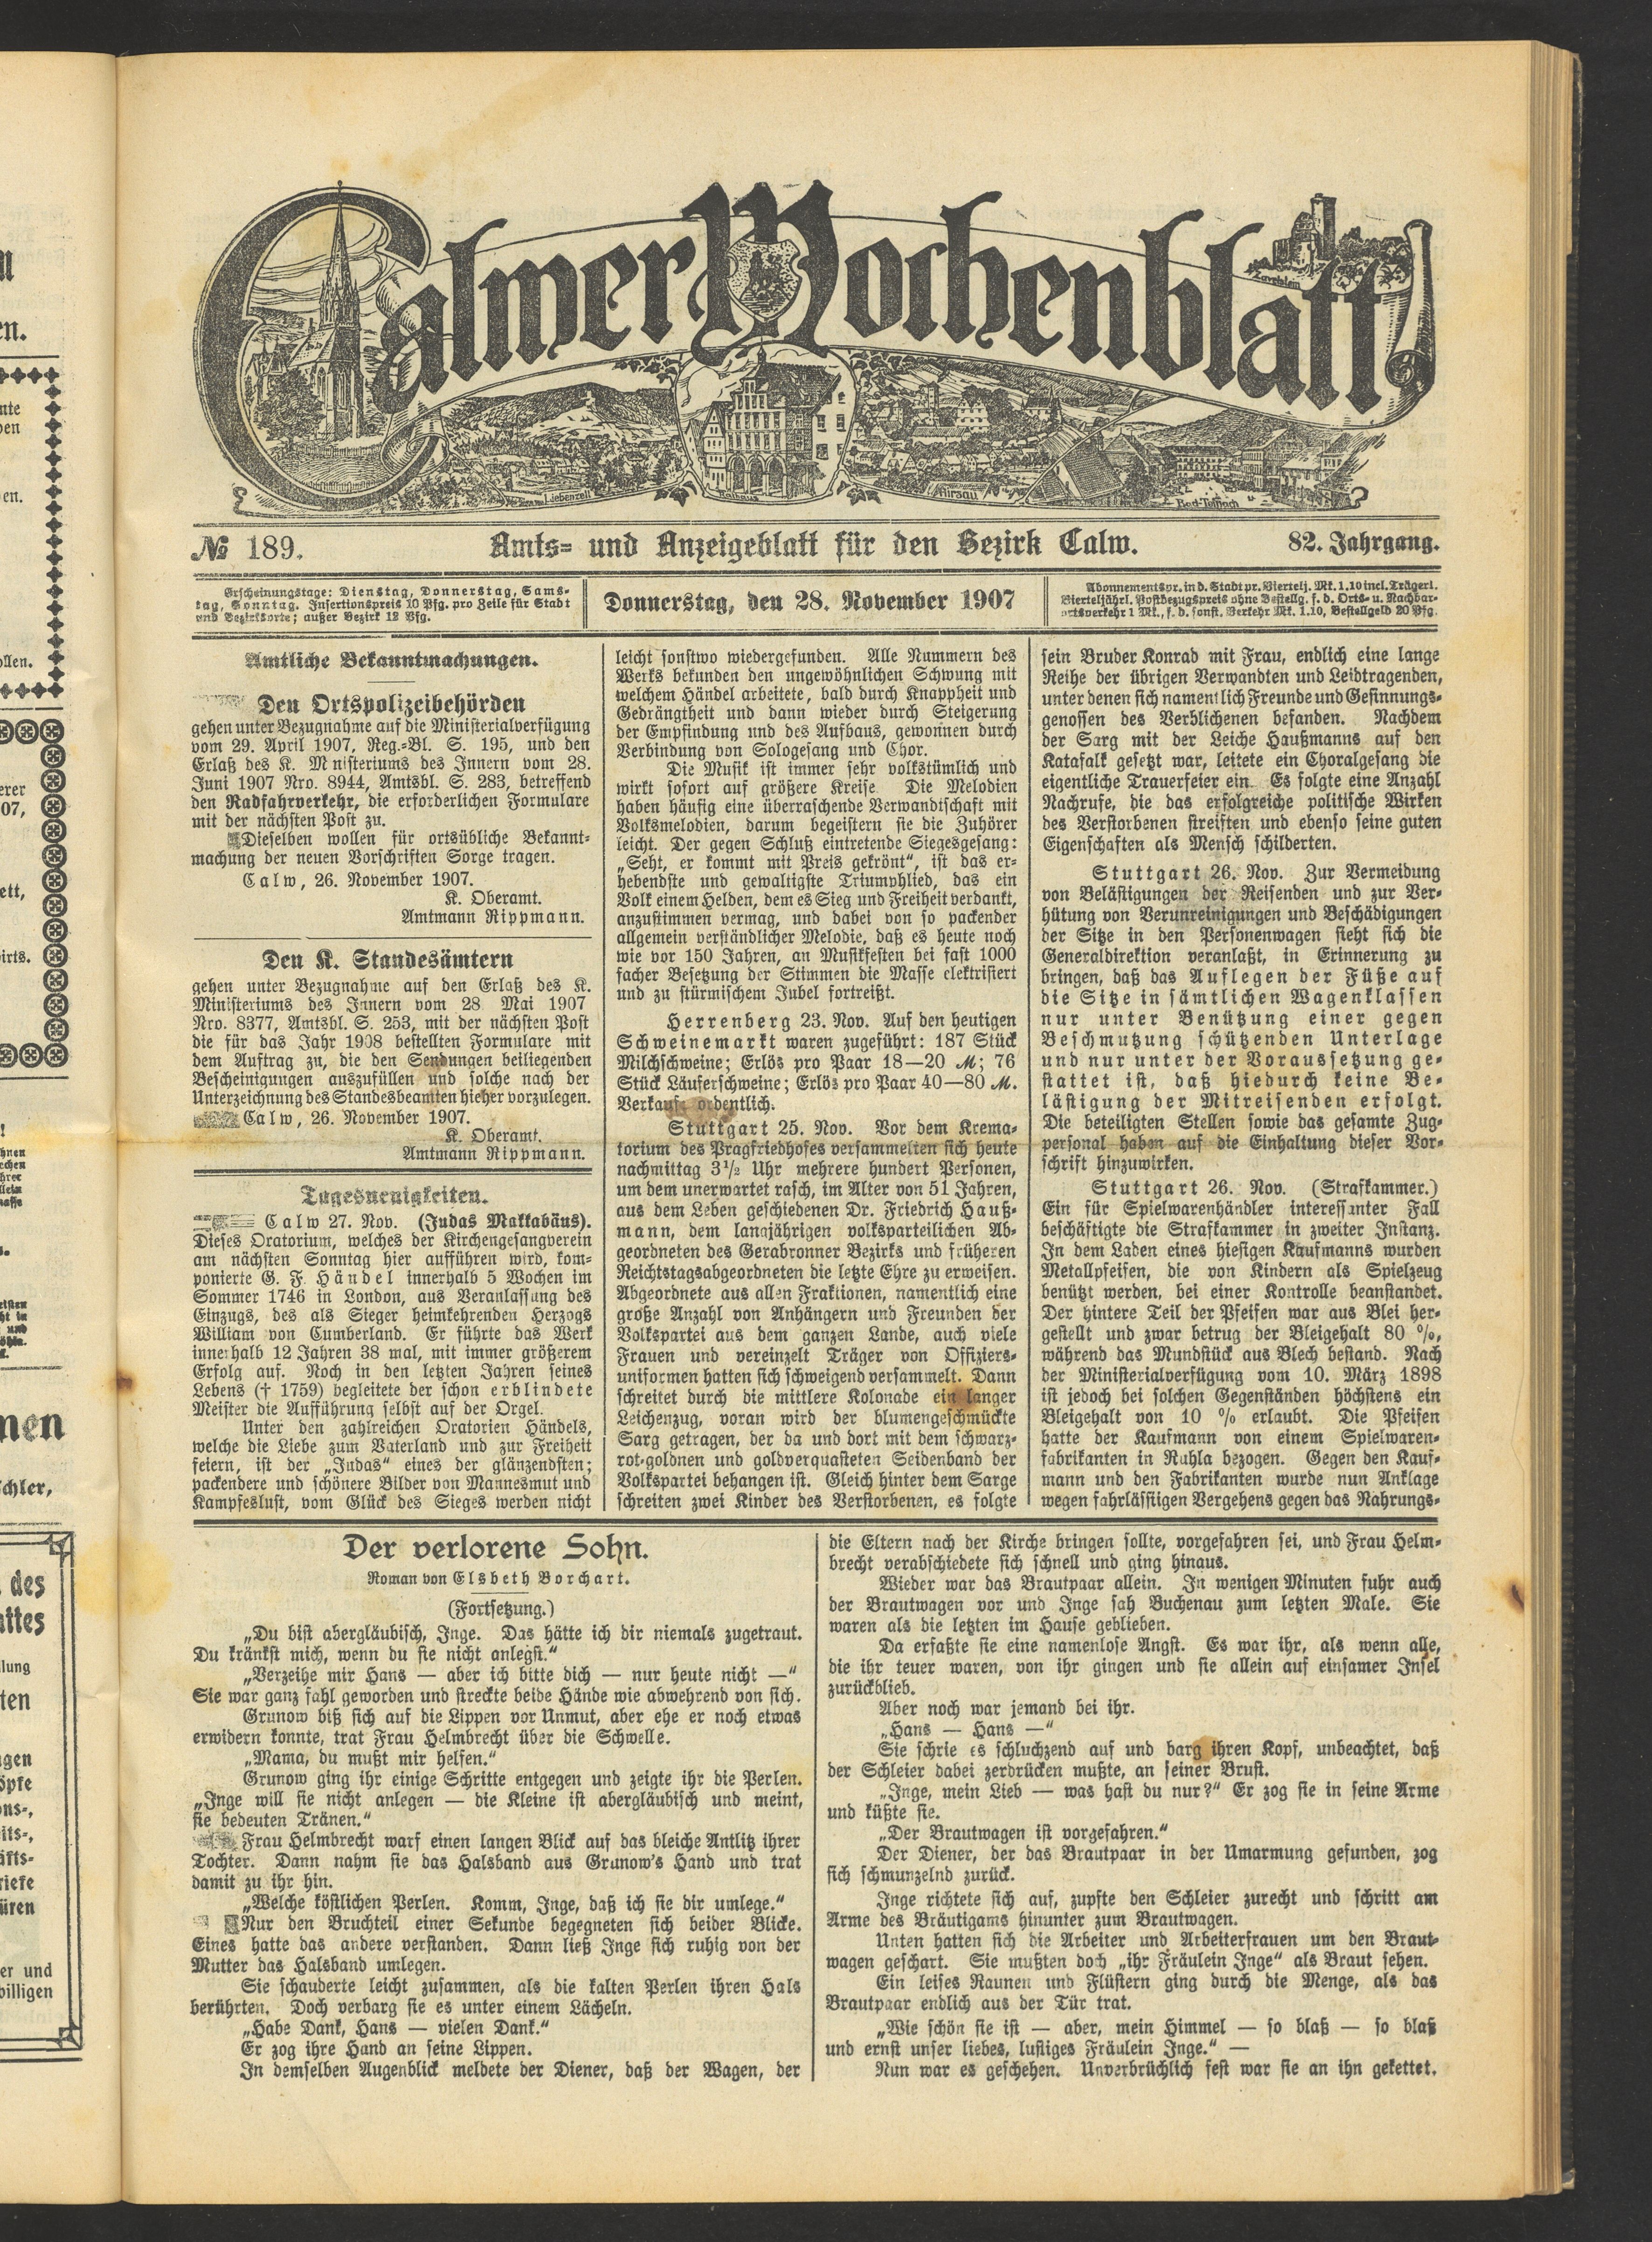 Calwer Wochenblatt
Liebenzell
Rathaus
Hirsau
Bad-Teinach
Zavelstein
№ 189.
Amts= und Anzeigeblatt für den Bezirk Calw.
82. Jahrgang.
Erscheinungstage: Dienstag, Donnerstag, Sams-
tag, Sonntag. Insertionspreis 10 Pfg. pro Zeile für Stadt
und Bezirksorte; außer Bezirk 12 Pfg.
Donnerstag, den 28. November 1907
Abonnementspr. in d. Stadt pr. Viertelj. Mk. 1.10 incl. Trägerl.
Vierteljährl. Postbezugspreis ohne Bestellg. f. d. Orts- u. Nachbar-
ortsverkehr 1 Mk., f. d. sonst. Verkehr Mk. 1.10, Bestellgeld 20 Pfg.
Amtliche Bekanntmachungen.
Den Ortspolizeibehörden
gehen unter Bezugnahme auf die Ministerialverfügung
vom 29. April 1907, Reg.=Bl. S. 195, und den
Erlaß des K. Mnisteriums des Innern vom 28.
Juni 1907 Nro. 8944, Amtsbl. S. 283, betreffend
den Radfahrverkehr, die erforderlichen Formulare
mit der nächsten Post zu.
Dieselben wollen für ortsübliche Bekannt-
machung der neuen Vorschriften Sorge tragen.
Calw, 26. November 1907.
K. Oberamt.
Amtmann Rippmann.
Den K. Standesämtern
gehen unter Bezugnahme auf den Erlaß des K.
Ministeriums des Innern vom 28 Mai 1907
Nro. 8377, Amtsbl. S. 253, mit der nächsten Post
die für das Jahr 1908 bestellten Formulare mit
dem Auftrag zu, die den Sendungen beiliegenden
Bescheinigungen auszufüllen und solche nach der
Unterzeichnung des Standesbeamten hieher vorzulegen.
Calw, 26. November 1907.
K. Oberamt.
Amtmann Rippmann.
Tagesneuigkeiten.
Calw 27. Nov. (Judas Makkabäus).
Dieses Oratorium, welches der Kirchengesangverein
am nächsten Sonntag hier aufführen wird, kom-
ponierte G. F. Händel innerhalb 5 Wochen im
Sommer 1746 in London, aus Veranlassung des
Einzugs, des als Sieger heimkehrenden Herzogs
William von Cumberland. Er führte das Werk
innerhalb 12 Jahren 38 mal, mit immer größerem
Erfolg auf. Noch in den letzten Jahren seines
Lebens († 1759) begleitete der schon erblindete
Meister die Aufführung selbst auf der Orgel.
Unter den zahlreichen Oratorien Händels,
welche die Liebe zum Vaterland und zur Freiheit
feiern, ist der „Judas“ eines der glänzendsten;
packendere und schönere Bilder von Mannesmut und
Kampfeslust, vom Glück des Sieges werden nicht
leicht sonstwo wiedergefunden. Alle Nummern des
Werks bekunden den ungewöhnlichen Schwung mit
welchem Händel arbeitete, bald durch Knappheit und
Gedrängtheit und dann wieder durch Steigerung
der Empfindung und des Aufbaus, gewonnen durch
Verbindung von Sologesang und Chor.
Die Musik ist immer sehr volkstümlich und
wirkt sofort auf größere Kreise Die Melodien
haben häufig eine überraschende Verwandtschaft mit
Volksmelodien, darum begeistern sie die Zuhörer
leicht. Der gegen Schluß eintretende Siegesgesang:
„Seht, er kommt mit Preis gekrönt“, ist das er-
hebendste und gewaltigste Triumphlied, das ein
Volk einem Helden, dem es Sieg und Freiheit verdankt,
anzustimmen vermag, und dabei von so packender
allgemein verständlicher Melodie, daß es heute noch
wie vor 150 Jahren, an Musikfesten bei fast 1000
facher Besetzung der Stimmen die Masse elektrisiert
und zu stürmischem Jubel fortreißt.
Herrenberg 23. Nov. Auf den heutigen
Schweinemarkt waren zugeführt: 187 Stück
Milchschweine; Erlös pro Paar 18—20 M; 76
Stück Läuferschweine; Erlös pro Paar 40—80 M.
Verkauf ordentlich.
Stuttgart 25. Nov. Vor dem Krema-
torium des Pragfriedhofes versammelten sich heute
nachmittag 3½ Uhr mehrere hundert Personen,
um dem unerwartet rasch, im Alter von 51 Jahren,
aus dem Leben geschiedenen Dr. Friedrich Hauß-
mann, dem langjährigen volksparteilichen Ab-
geordneten des Gerabronner Bezirks und früheren
Reichstagsabgeordneten die letzte Ehre zu erweisen.
Abgeordnete aus allen Fraktionen, namentlich eine
große Anzahl von Anhängern und Freunden der
Volkspartei aus dem ganzen Lande, auch viele
Frauen und vereinzelt Träger von Offiziers-
uniformen hatten sich schweigend versammelt. Dann
schreitet durch die mittlere Kolonade ein langer
Leichenzug, voran wird der blumengeschmückte
Sarg getragen, der da und dort mit dem schwarz-
rot-goldnen und goldverquasteten Seidenband der
Volkspartei behangen ist. Gleich hinter dem Sarge
schreiten zwei Kinder des Verstorbenen, es folgte
sein Bruder Konrad mit Frau, endlich eine lange
Reihe der übrigen Verwandten und Leidtragenden,
unter denen sich namentlich Freunde und Gesinnungs-
genossen des Verblichenen befanden. Nachdem
der Sarg mit der Leiche Haußmanns auf den
Katafalk gesetzt war, leitete ein Choralgesang die
eigentliche Trauerfeier ein. Es folgte eine Anzahl
Nachrufe, die das erfolgreiche politische Wirken
des Verstorbenen streiften und ebenso seine guten
Eigenschaften als Mensch schilderten.
Stuttgart 26. Nov. Zur Vermeidung
von Belästigungen der Reisenden und zur Ver-
hütung von Verunreinigungen und Beschädigungen
der Sitze in den Personenwagen sieht sich die
Generaldirektion veranlaßt, in Erinnerung zu
bringen, daß das Auflegen der Füße auf
die Sitze in sämtlichen Wagenklassen
nur unter Benützung einer gegen
Beschmutzung schützenden Unterlage
und nur unter der Voraussetzung ge-
stattet ist, daß hiedurch keine Be-
lästigung der Mitreisenden erfolgt.
Die beteiligten Stellen sowie das gesamte Zug-
personal haben auf die Einhaltung dieser Vor-
schrift hinzuwirken.
Stuttgart 26. Nov. (Strafkammer.)
Ein für Spielwarenhändler interessanter Fall
beschäftigte die Strafkammer in zweiter Instanz.
In dem Laden eines hiesigen Kaufmanns wurden
Metallpfeifen, die von Kindern als Spielzeug
benützt werden, bei einer Kontrolle beanstandet.
Der hintere Teil der Pfeifen war aus Blei her-
gestellt und zwar betrug der Bleigehalt 80 %,
während das Mundstück aus Blech bestand. Nach
der Ministerialverfügung vom 10. März 1898
ist jedoch bei solchen Gegenständen höchstens ein
Bleigehalt von 10 % erlaubt. Die Pfeifen
hatte der Kaufmann von einem Spielwaren-
fabrikanten in Ruhla bezogen. Gegen den Kauf-
mann und den Fabrikanten wurde nun Anklage
wegen fahrlässigen Vergehens gegen das Nahrungs-
Der verlorene Sohn.
Roman von Elsbeth Borchart.
(Fortsetzung.)
„Du bist abergläubisch, Inge. Das hätte ich dir niemals zugetraut.
Du kränkst mich, wenn du sie nicht anlegst.“
„Verzeihe mir Hans — aber ich bitte dich — nur heute nicht —“
Sie war ganz fahl geworden und streckte beide Hände wie abwehrend von sich.
Grunow biß sich auf die Lippen vor Unmut, aber ehe er noch etwas
erwidern konnte, trat Frau Helmbrecht über die Schwelle.
„Mama, du mußt mir helfen.“
Grunow ging ihr einige Schritte entgegen und zeigte ihr die Perlen.
„Inge will sie nicht anlegen — die Kleine ist abergläubisch und meint,
sie bedeuten Tränen.“
Frau Helmbrecht warf einen langen Blick auf das bleiche Antlitz ihrer
Tochter. Dann nahm sie das Halsband aus Grunow's Hand und trat
damit zu ihr hin.
„Welche köstlichen Perlen. Komm, Inge, daß ich sie dir umlege.“
Nur den Bruchteil einer Sekunde begegneten sich beider Blicke.
Eines hatte das andere verstanden. Dann ließ Inge sich ruhig von der
Mutter das Halsband umlegen.
Sie schauderte leicht zusammen, als die kalten Perlen ihren Hals
berührten. Doch verbarg sie es unter einem Lächeln.
„Habe Dank, Hans — vielen Dank.“
Er zog ihre Hand an seine Lippen.
In demselben Augenblick meldete der Diener, daß der Wagen, der
die Eltern nach der Kirche bringen sollte, vorgefahren sei, und Frau Helm-
brecht verabschiedete sich schnell und ging hinaus.
Wieder war das Brautpaar allein. In wenigen Minuten fuhr auch
der Brautwagen vor und Inge sah Buchenau zum letzten Male. Sie
waren als die letzten im Hause geblieben.
Da erfaßte sie eine namenlose Angst. Es war ihr, als wenn alle,
die ihr teuer waren, von ihr gingen und sie allein auf einsamer Insel
zurückblieb.
Aber noch war jemand bei ihr.
„Hans — Hans —“
Sie schrie es schluchzend auf und barg ihren Kopf, unbeachtet, daß
der Schleier dabei zerdrücken mußte, an seiner Brust.
„Inge, mein Lieb — was hast du nur?“ Er zog sie in seine Arme
und küßte sie.
„Der Brautwagen ist vorgefahren.“
Der Diener, der das Brautpaar in der Umarmung gefunden, zog
sich schmunzelnd zurück.
Inge richtete sich auf, zupfte den Schleier zurecht und schritt am
Arme des Bräutigams hinunter zum Brautwagen.
Unten hatten sich die Arbeiter und Arbeiterfrauen um den Braut-
wagen geschart. Sie mußten doch „ihr Fräulein Inge“ als Braut sehen.
Ein leises Raunen und Flüstern ging durch die Menge, als das
Brautpaar endlich aus der Tür trat.
„Wie schön sie ist — aber, mein Himmel — so blaß — so blaß
und ernst unser liebes, lustiges Fräulein Inge.“ —
Nun war es geschehen. Unverbrüchlich fest war sie an ihn gekettet.